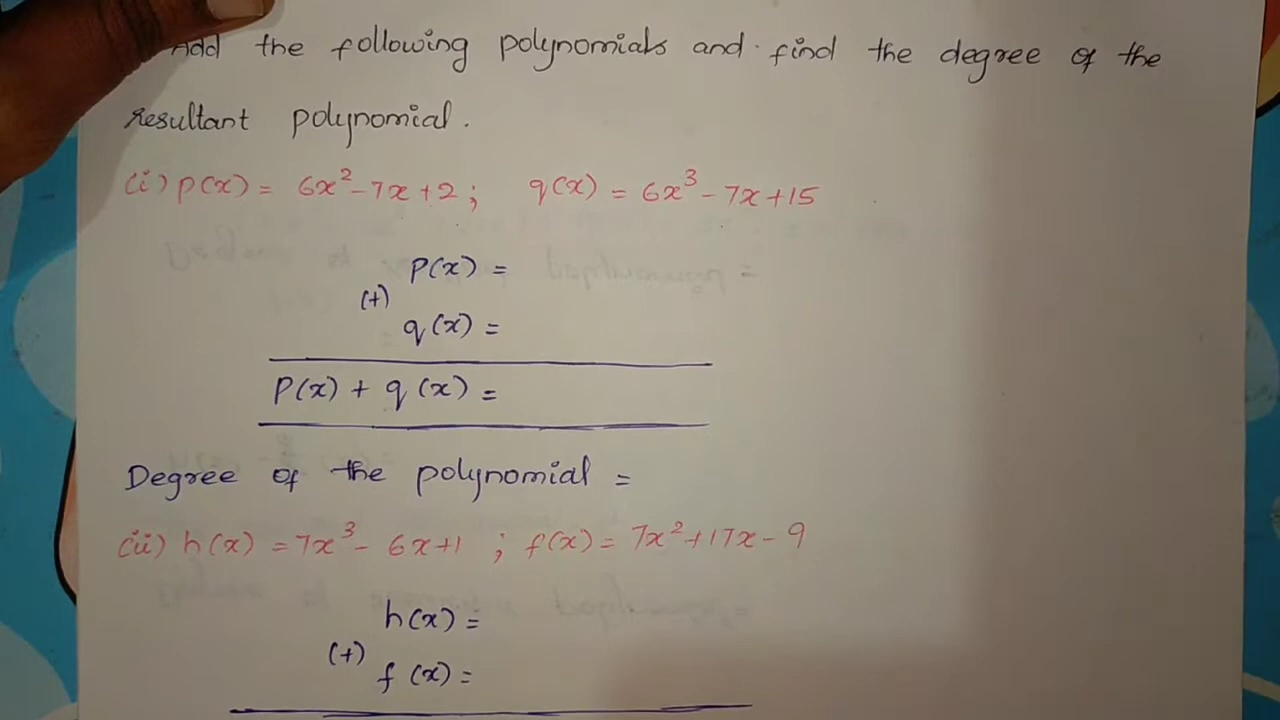 Add the following polynomials and find the degree of the
resultant polynomial.
(i) p(x) = 6x² - 7x + 2 ; q(x) = 6x³ - 7x + 15
P(x) =
(+)
q(x) =
P(x) + q(x) =
Degree of the polynomial =
(ii) h(x) = 7x³ - 6x + 1 ; f(x) = 7x² + 17x - 9
h(x) =
(+)
f(x) =